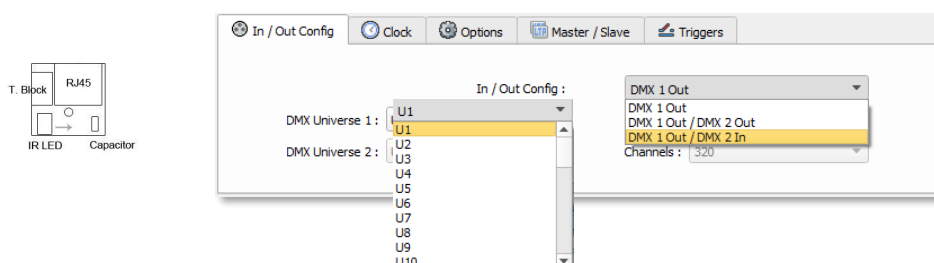 In / Out Config Clock Options LTP Master / Slave Triggers
T. Block RJ45
IR LED Capacitor
In / Out Config : DMX 1 Out
DMX 1 Out
DMX 1 Out / DMX 2 Out
DMX 1 Out / DMX 2 In
DMX Universe 1 : U1
DMX Universe 2 :
Channels : 320
U1
U2
U3
U4
U5
U6
U7
U8
U9
U10